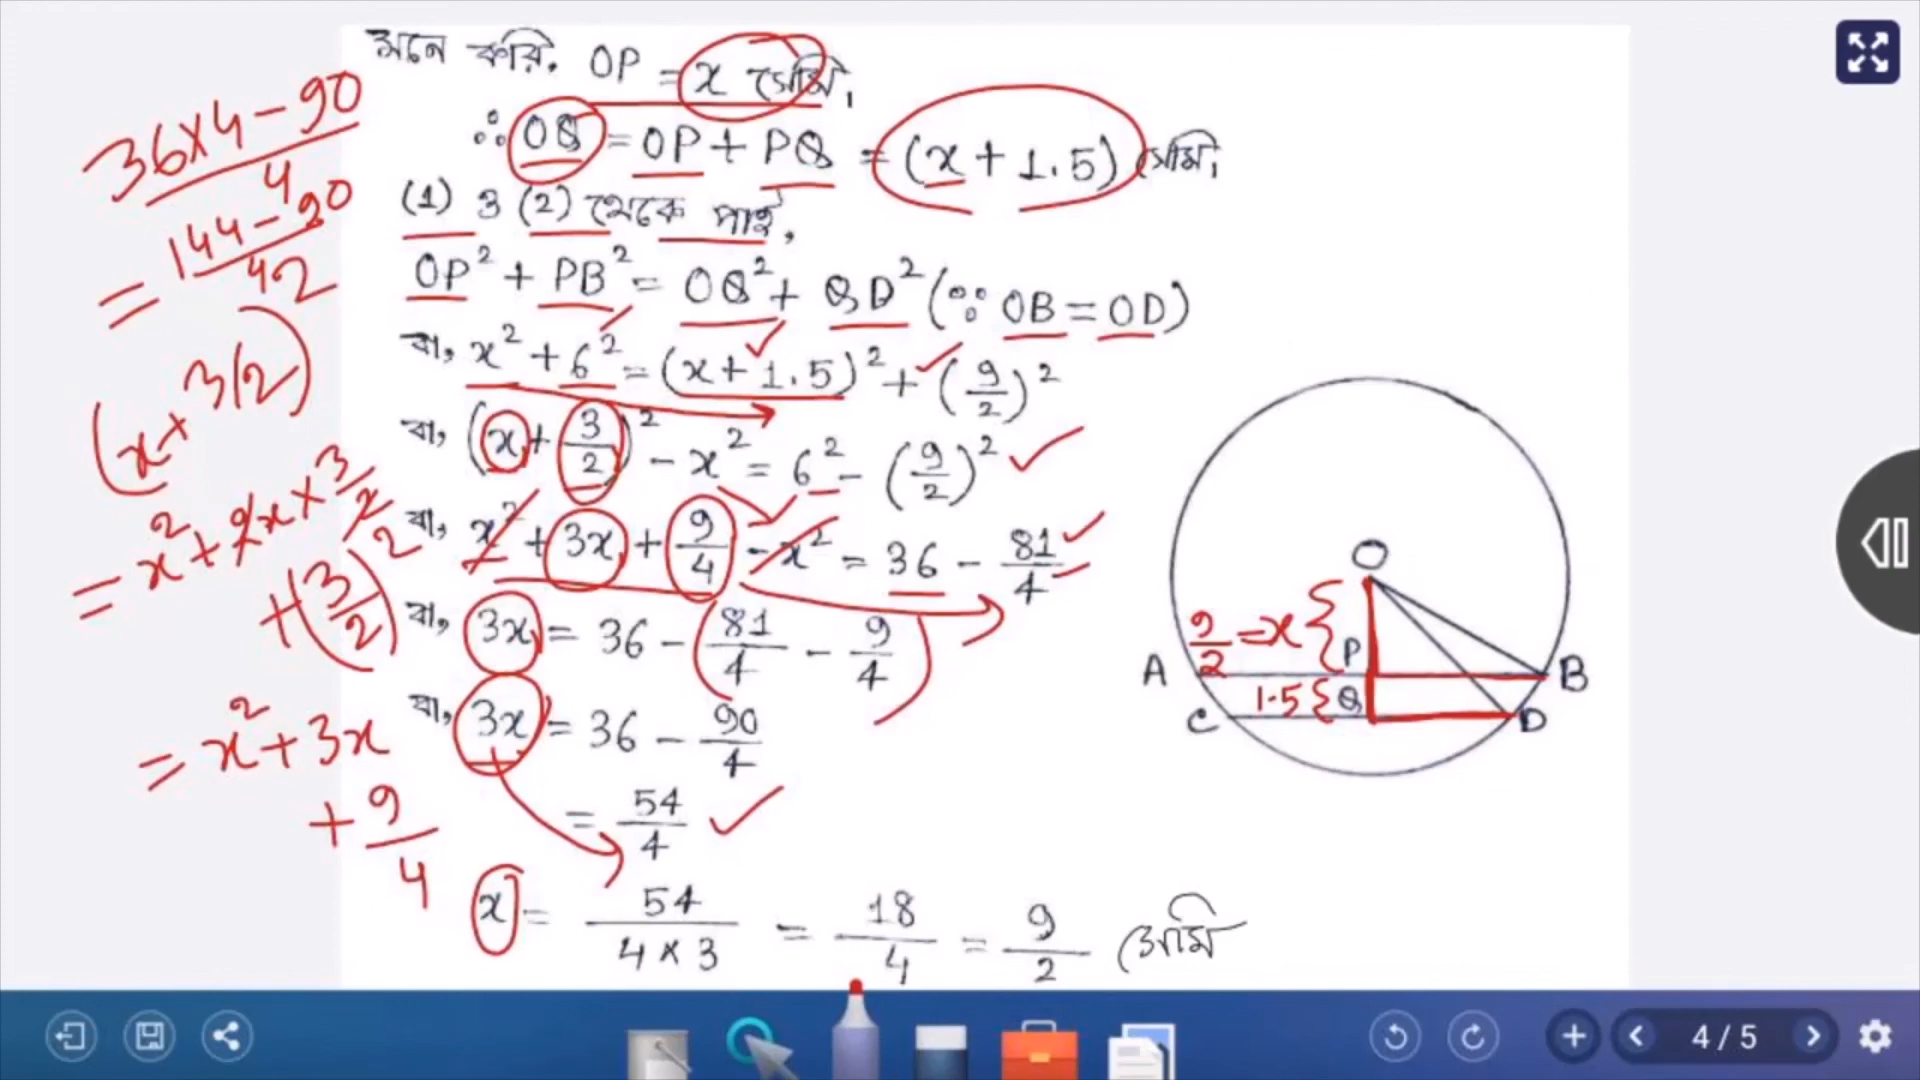 মনে করি. OP = x সেমি.
∴ OQ = OP + PQ = (x + 1.5) সেমি.
(1) ও (2) থেকে পাই,
OP² + PB² = OQ² + QD² (∵ OB = OD)
বা, x² + 6² = (x + 1.5)² + (9/2)²
বা, (x + 3/2)² - x² = 6² - (9/2)²
বা, x² + 3x + 9/4 - x² = 36 - 81/4
বা, 3x = 36 - (81/4 - 9/4)
বা, 3x = 36 - 90/4
= 54/4
x = 54/(4 × 3) = 18/4 = 9/2 সেমি
36×4-90
4
= 144-90
42
(x+3/2)
= x²+2x×3/2
+(3/2)²
= x²+3x
+9/4
O
9/2=x
P
A
B
1.5
Q
C
D
4 / 5